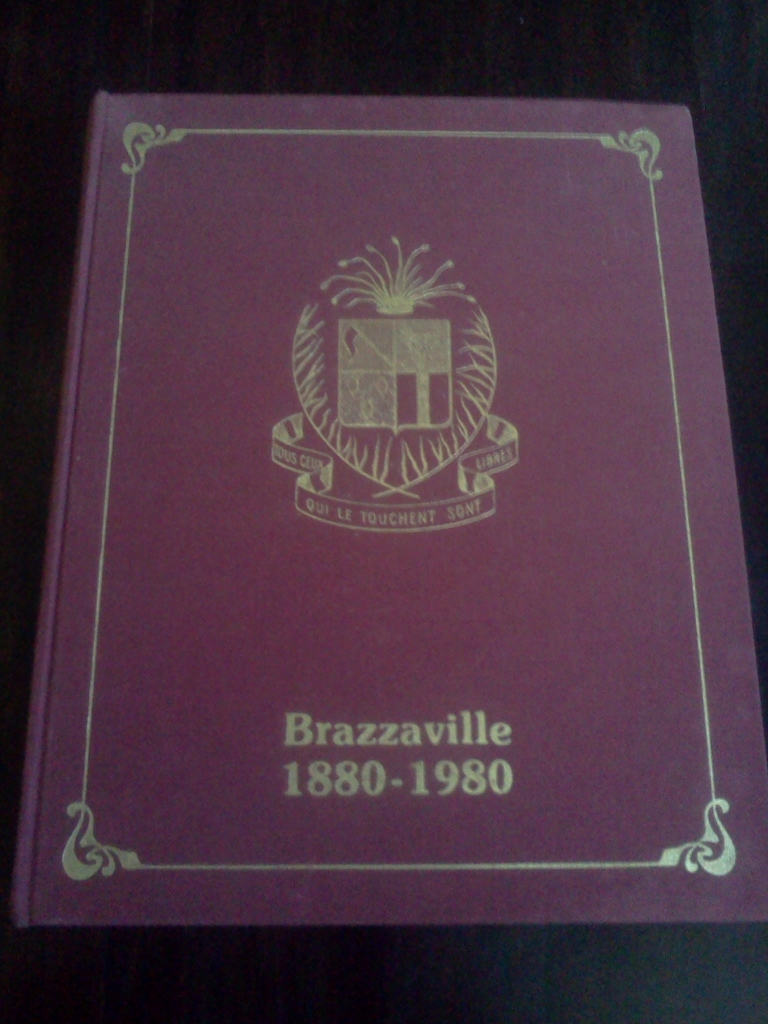 TOUS CEUX
QUI LE TOUCHENT SONT
LIBRES
Brazzaville
1880-1980